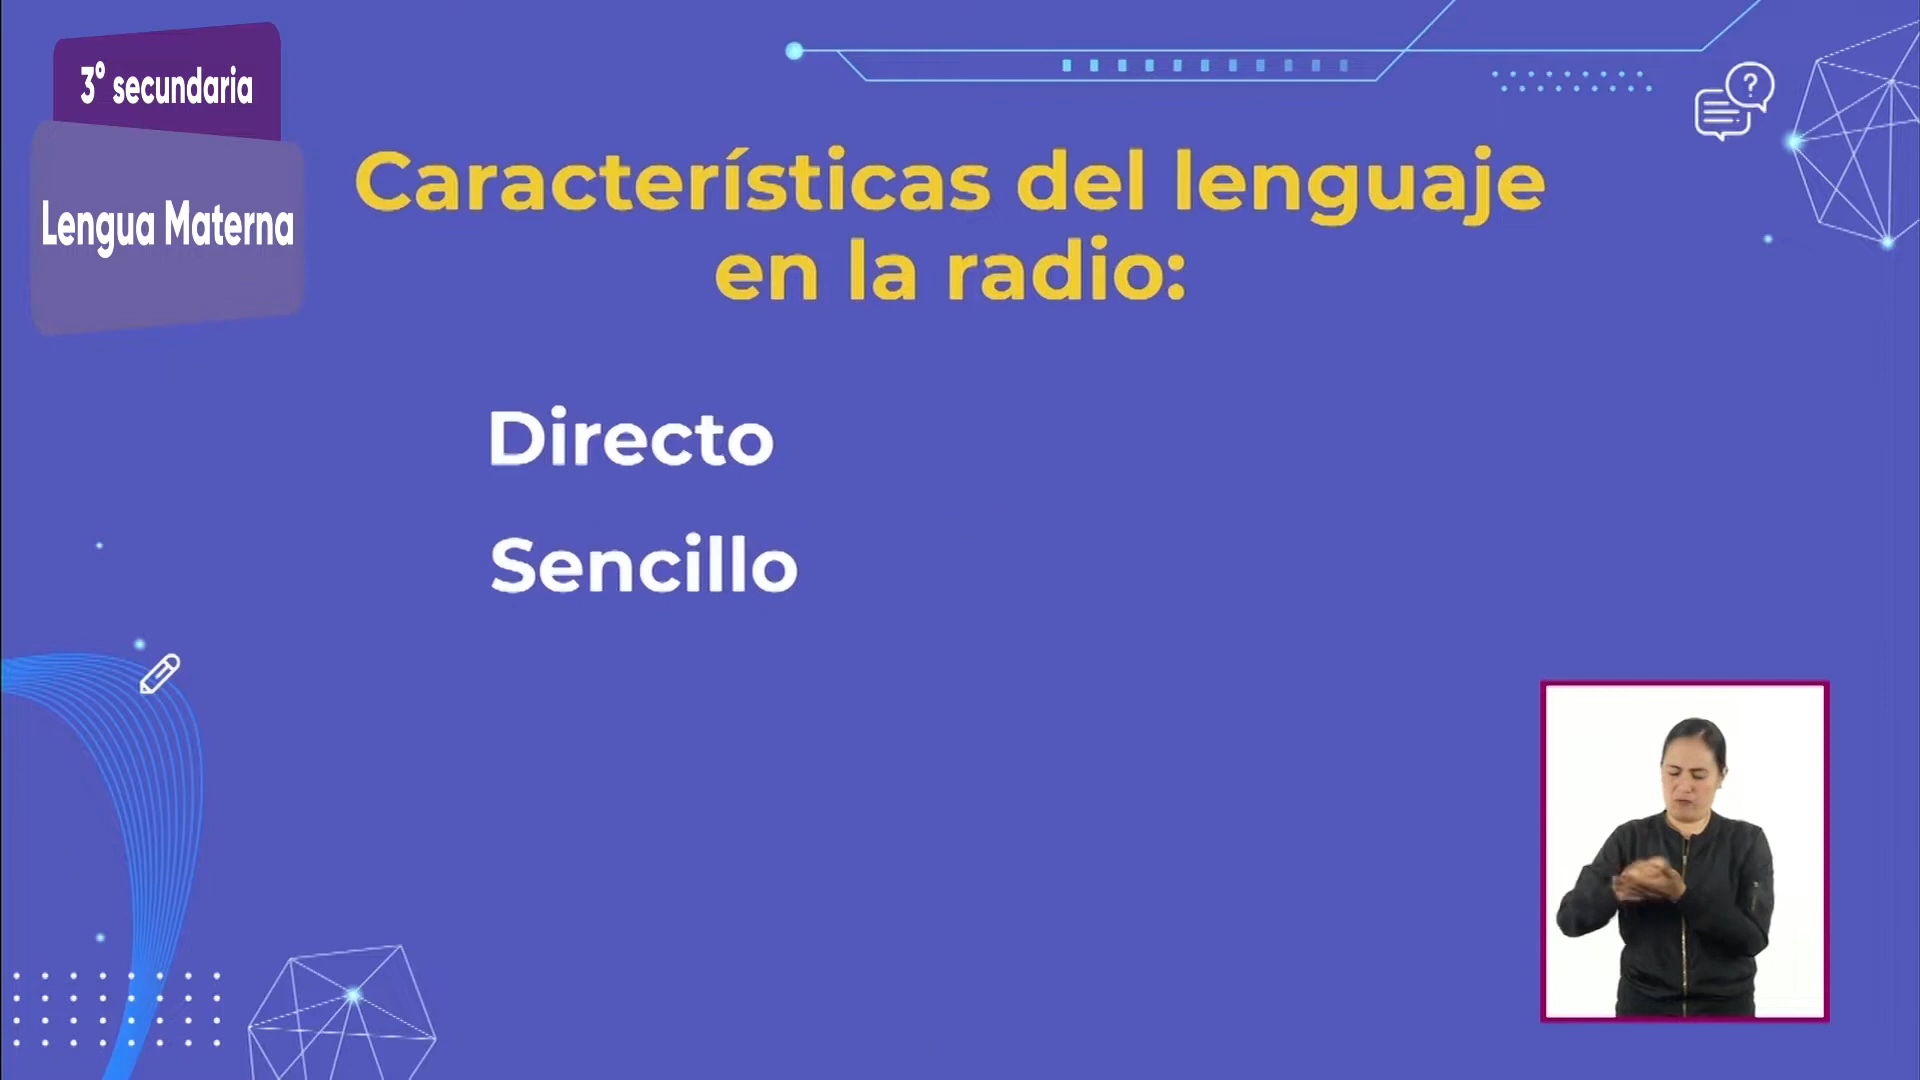 3° secundaria
Lengua Materna
Características del lenguaje
en la radio:
Directo
Sencillo